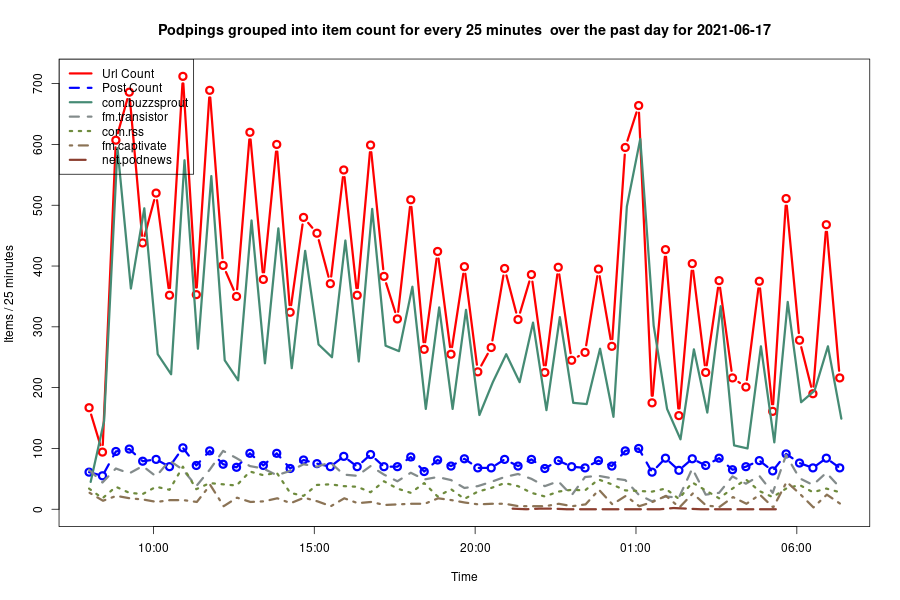 Podpings grouped into item count for every 25 minutes  over the past day for 2021-06-17
Items / 25 minutes
700
600
500
400
300
200
100
0
Url Count
Post Count
com.buzzsprout
fm.transistor
com.rss
fm.captivate
net.podnews
10:00
15:00
20:00
01:00
06:00
Time